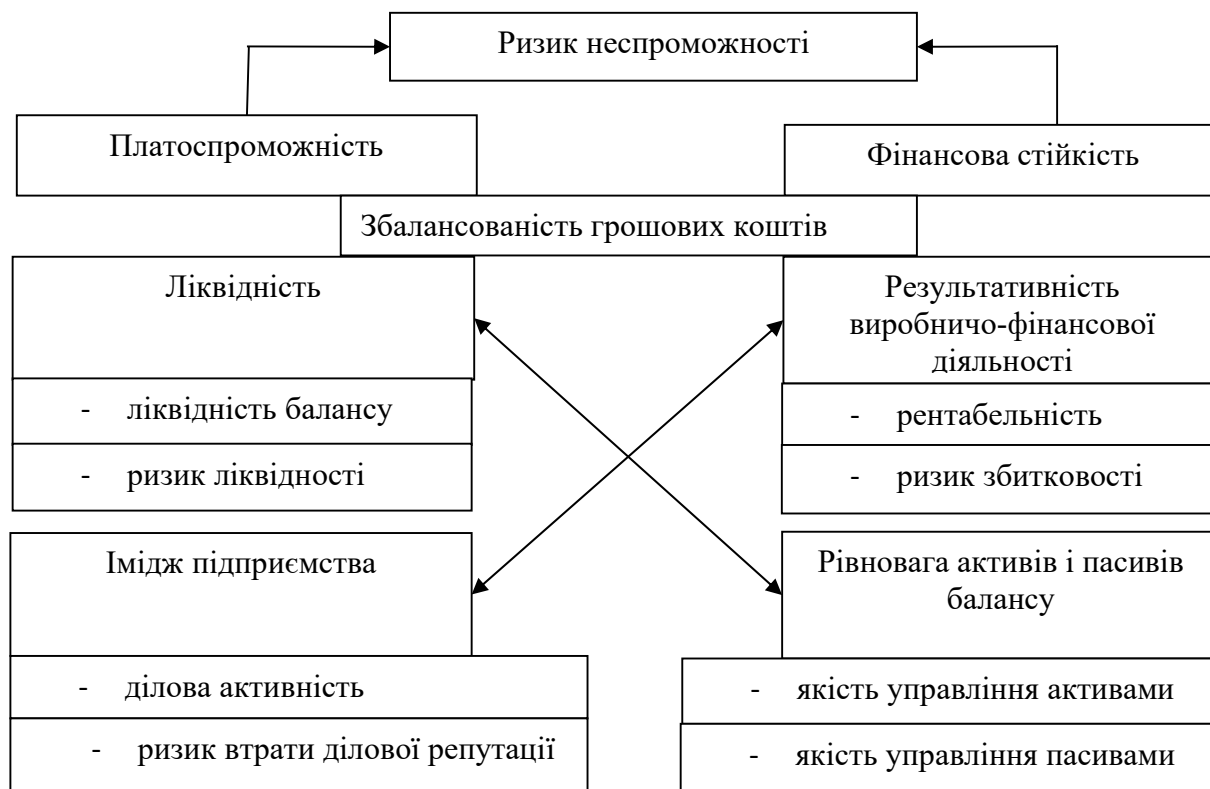 Ризик неспроможності
Платоспроможність
Фінансова стійкість
Збалансованість грошових коштів
Ліквідність
- ліквідність балансу
- ризик ліквідності
Результативність
виробничо-фінансової
діяльності
- рентабельність
- ризик збитковості
Імідж підприємства
- ділова активність
- ризик втрати ділової репутації
Рівновага активів і пасивів
балансу
- якість управління активами
- якість управління пасивами